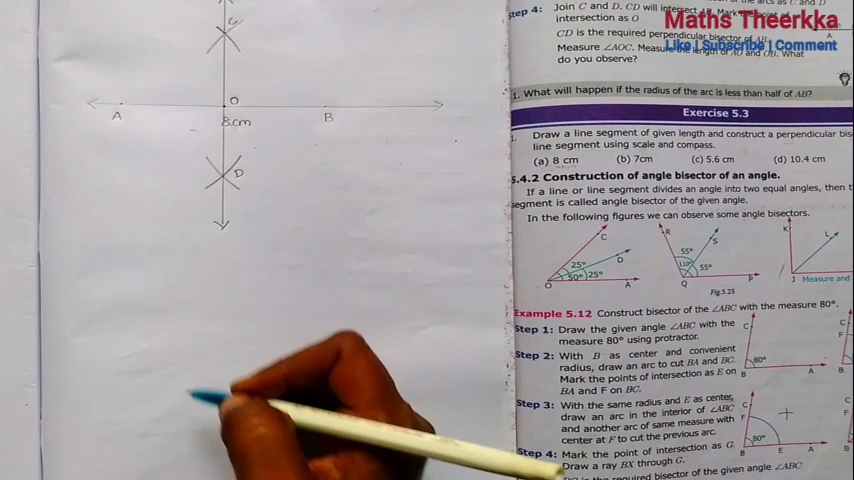 C
O
A
8cm
B
D
Step 4: Join C and D. CD will intersect AB. Mark the point of
intersection as O
CD is the required perpendicular bisector of AB.
Measure ∠AOC. Measure the length of AO and OB. What
do you observe?
A
Maths Theerkka
Like | Subscribe | Comment
1. What will happen if the radius of the arc is less than half of AB?
Exercise 5.3
1. Draw a line segment of given length and construct a perpendicular
line segment using scale and compass.
(a) 8 cm (b) 7cm (c) 5.6 cm (d) 10.4 cm
5.4.2 Construction of angle bisector of an angle.
If a line or line segment divides an angle into two equal angles, then
segment is called angle bisector of the given angle.
In the following figures we can observe some angle bisectors.
C
25°
D
50°
25°
O
A
R
55°
S
110°
55°
Q
P
Fig 5.25
K
L
J
Measure and
Example 5.12 Construct bisector of the ∠ABC with the measure 80°.
Step 1: Draw the given angle ∠ABC with the
measure 80° using protractor.
Step 2: With B as center and convenient
radius, draw an arc to cut BA and BC.
Mark the points of intersection as E on
BA and F on BC.
C
80°
B
A
C
F
B
Step 3: With the same radius and E as center,
draw an arc in the interior of ∠ABC
and another arc of same measure with
center at F to cut the previous arc.
C
F
80°
B
E
A
C
F
B
Step 4: Mark the point of intersection as G.
Draw a ray BX through G.
is the required bisector of the given angle ∠ABC